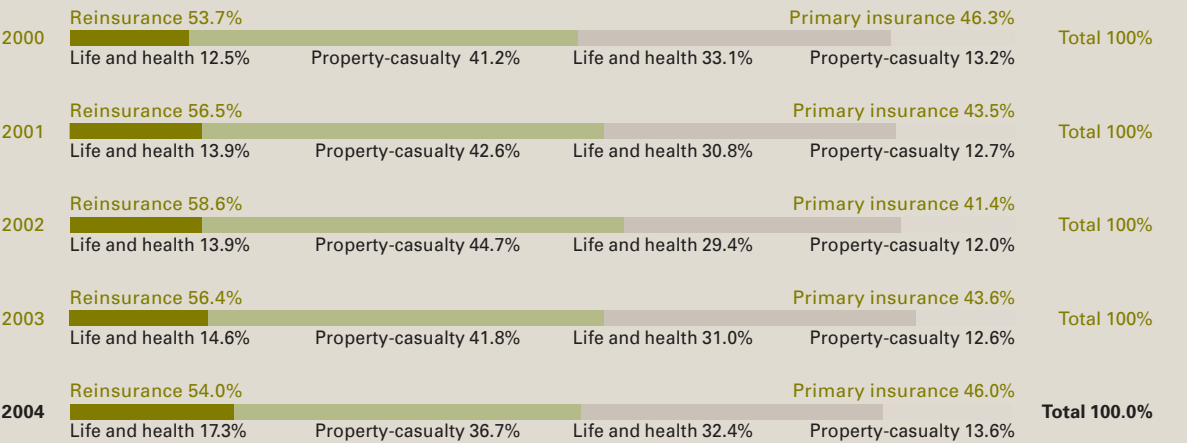 Reinsurance 53.7% Primary insurance 46.3%
2000 Total 100%
Life and health 12.5% Property-casualty 41.2% Life and health 33.1% Property-casualty 13.2%
Reinsurance 56.5% Primary insurance 43.5%
2001 Total 100%
Life and health 13.9% Property-casualty 42.6% Life and health 30.8% Property-casualty 12.7%
Reinsurance 58.6% Primary insurance 41.4%
2002 Total 100%
Life and health 13.9% Property-casualty 44.7% Life and health 29.4% Property-casualty 12.0%
Reinsurance 56.4% Primary insurance 43.6%
2003 Total 100%
Life and health 14.6% Property-casualty 41.8% Life and health 31.0% Property-casualty 12.6%
Reinsurance 54.0% Primary insurance 46.0%
2004 Total 100.0%
Life and health 17.3% Property-casualty 36.7% Life and health 32.4% Property-casualty 13.6%